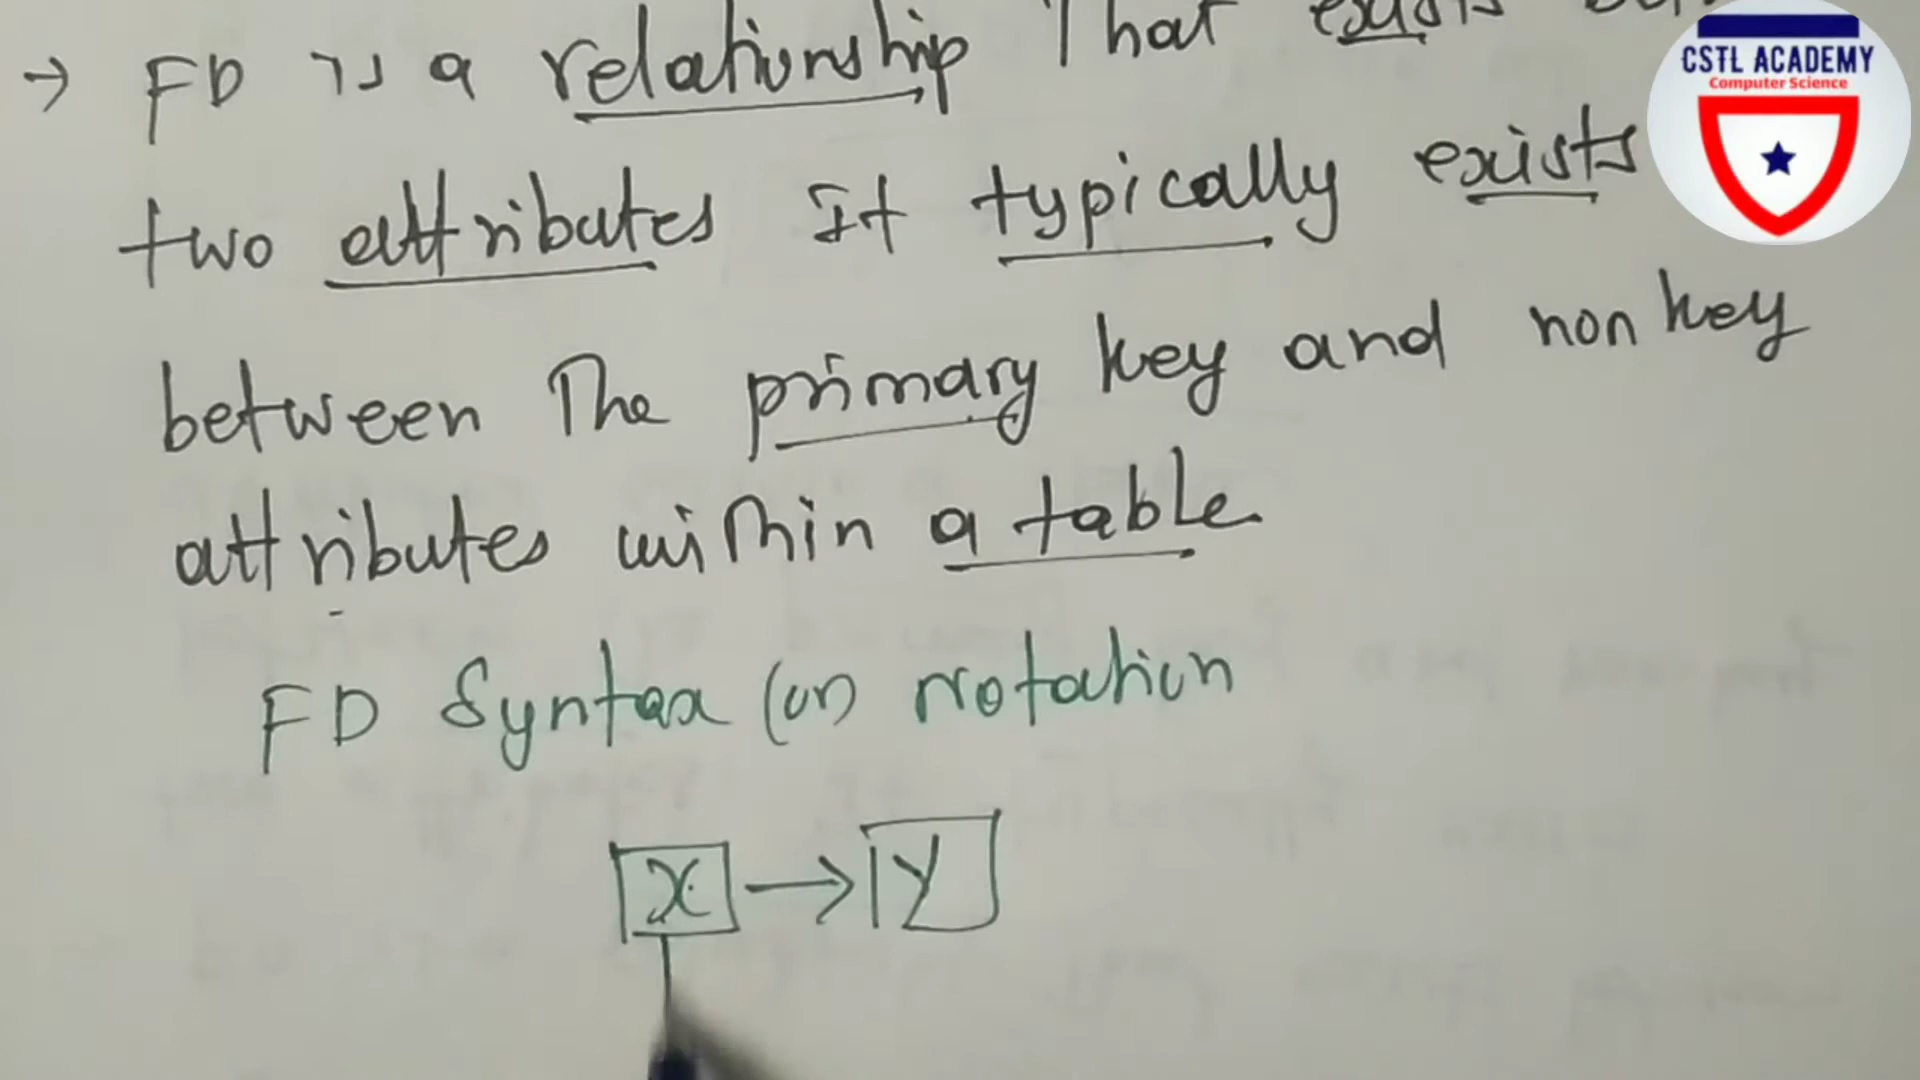 → FD is a relationship That exists
two attributes It typically exists
between The primary key and non key
attributes within a table
FD Syntax (or) Notation
X → Y
CSTL ACADEMY
Computer Science